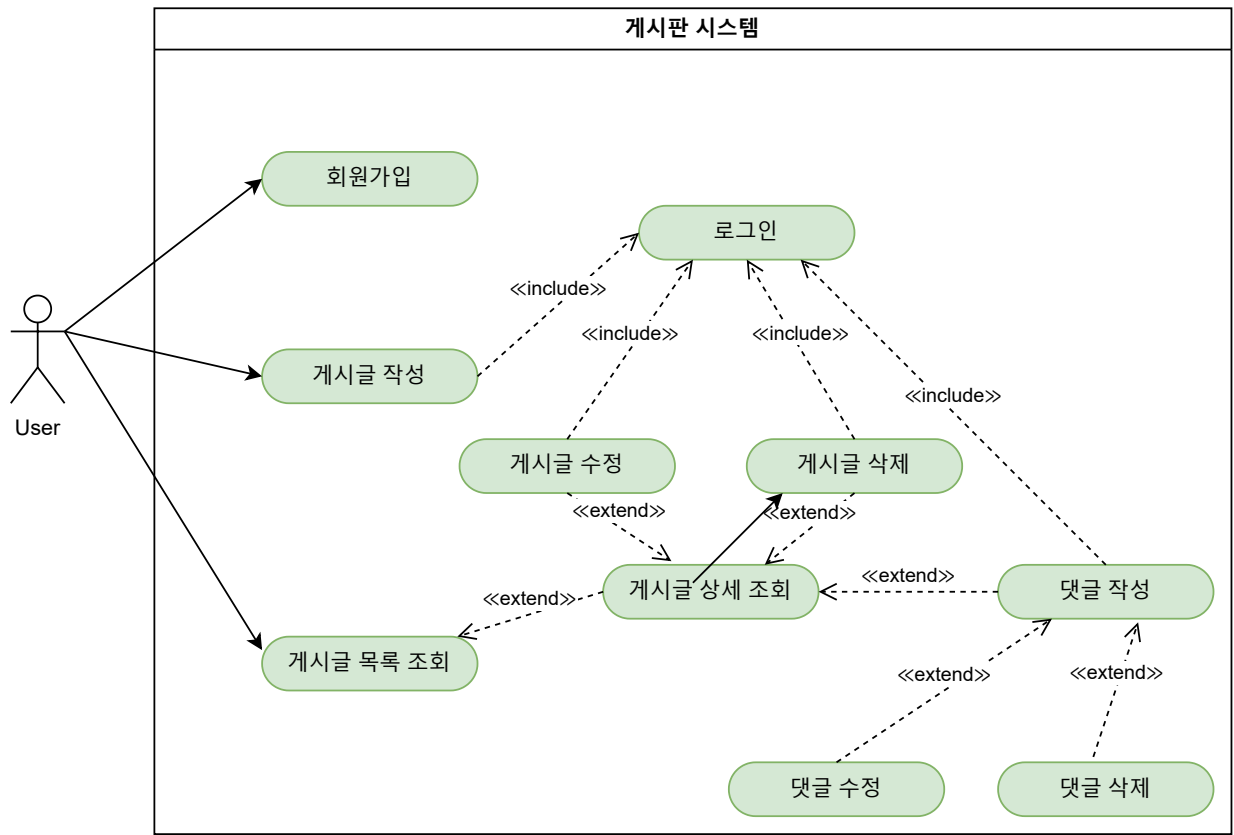 게시판 시스템
회원가입
로그인
≪include≫
≪include≫
≪include≫
게시글 작성
≪include≫
User
게시글 수정
게시글 삭제
≪extend≫
≪extend≫
≪extend≫
게시글 상세 조회
댓글 작성
≪extend≫
게시글 목록 조회
≪extend≫
≪extend≫
댓글 수정
댓글 삭제